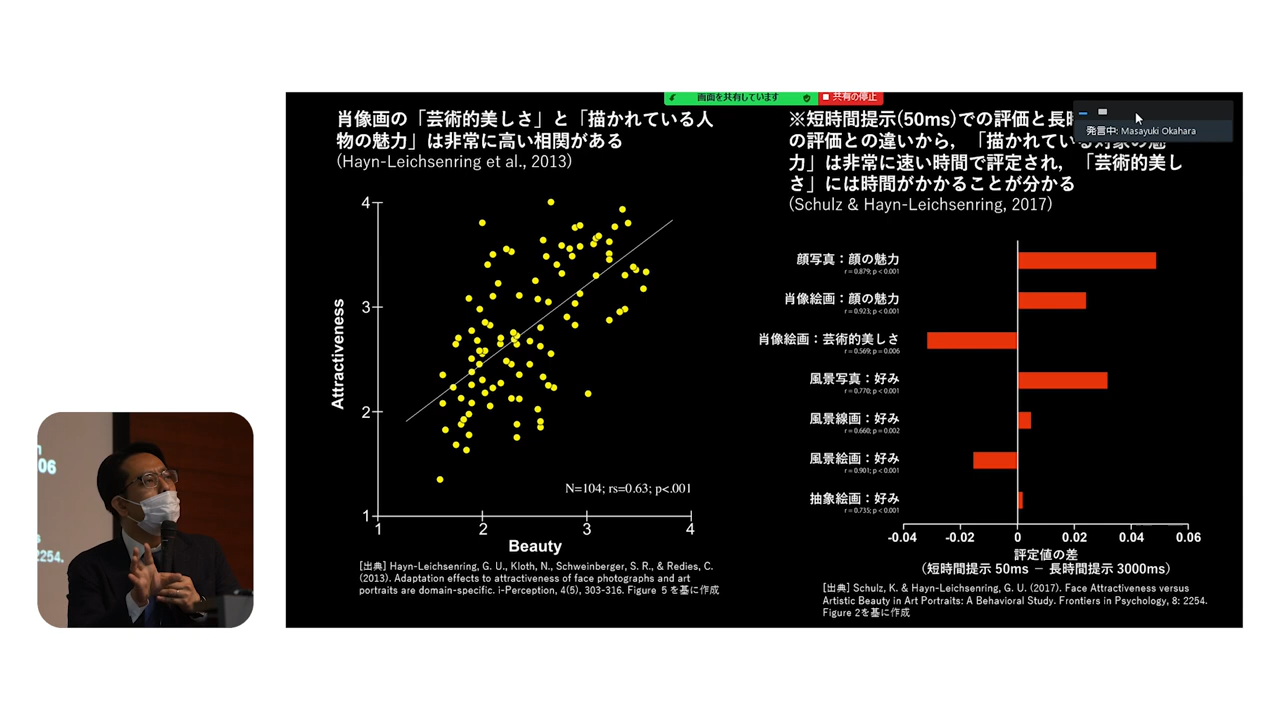 画面を共有しています
共有の停止
発言中: Masayuki Okahara
肖像画の「芸術的美しさ」と「描かれている人
物の魅力」は非常に高い相関がある
(Hayn-Leichsenring et al., 2013)
4
3
2
1
1
2
3
4
Attractiveness
Beauty
N=104; rs=0.63; p<.001
[出典] Hayn-Leichsenring, G. U., Kloth, N., Schweinberger, S. R., & Redies, C.
(2013). Adaptation effects to attractiveness of face photographs and art
portraits are domain-specific. i-Perception, 4(5), 303-316. Figure 5 を基に作成
※短時間提示(50ms)での評価と長時
の評価との違いから，「描かれている対象の魅
力」は非常に速い時間で評定され，「芸術的美し
さ」には時間がかかることが分かる
(Schulz & Hayn-Leichsenring, 2017)
顔写真：顔の魅力
r = 0.879; p < 0.001
肖像絵画：顔の魅力
r = 0.923; p < 0.001
肖像絵画：芸術的美しさ
r = 0.569; p = 0.006
風景写真：好み
r = 0.770; p < 0.001
風景線画：好み
r = 0.660; p = 0.002
風景絵画：好み
r = 0.901; p < 0.001
抽象絵画：好み
r = 0.735; p < 0.001
-0.04
-0.02
0
0.02
0.04
0.06
評定値の差
（短時間提示 50ms － 長時間提示 3000ms）
[出典] Schulz, K. & Hayn-Leichsenring, G. U. (2017). Face Attractiveness versus
Artistic Beauty in Art Portraits: A Behavioral Study. Frontiers in Psychology, 8: 2254.
Figure 2を基に作成
06
2254.